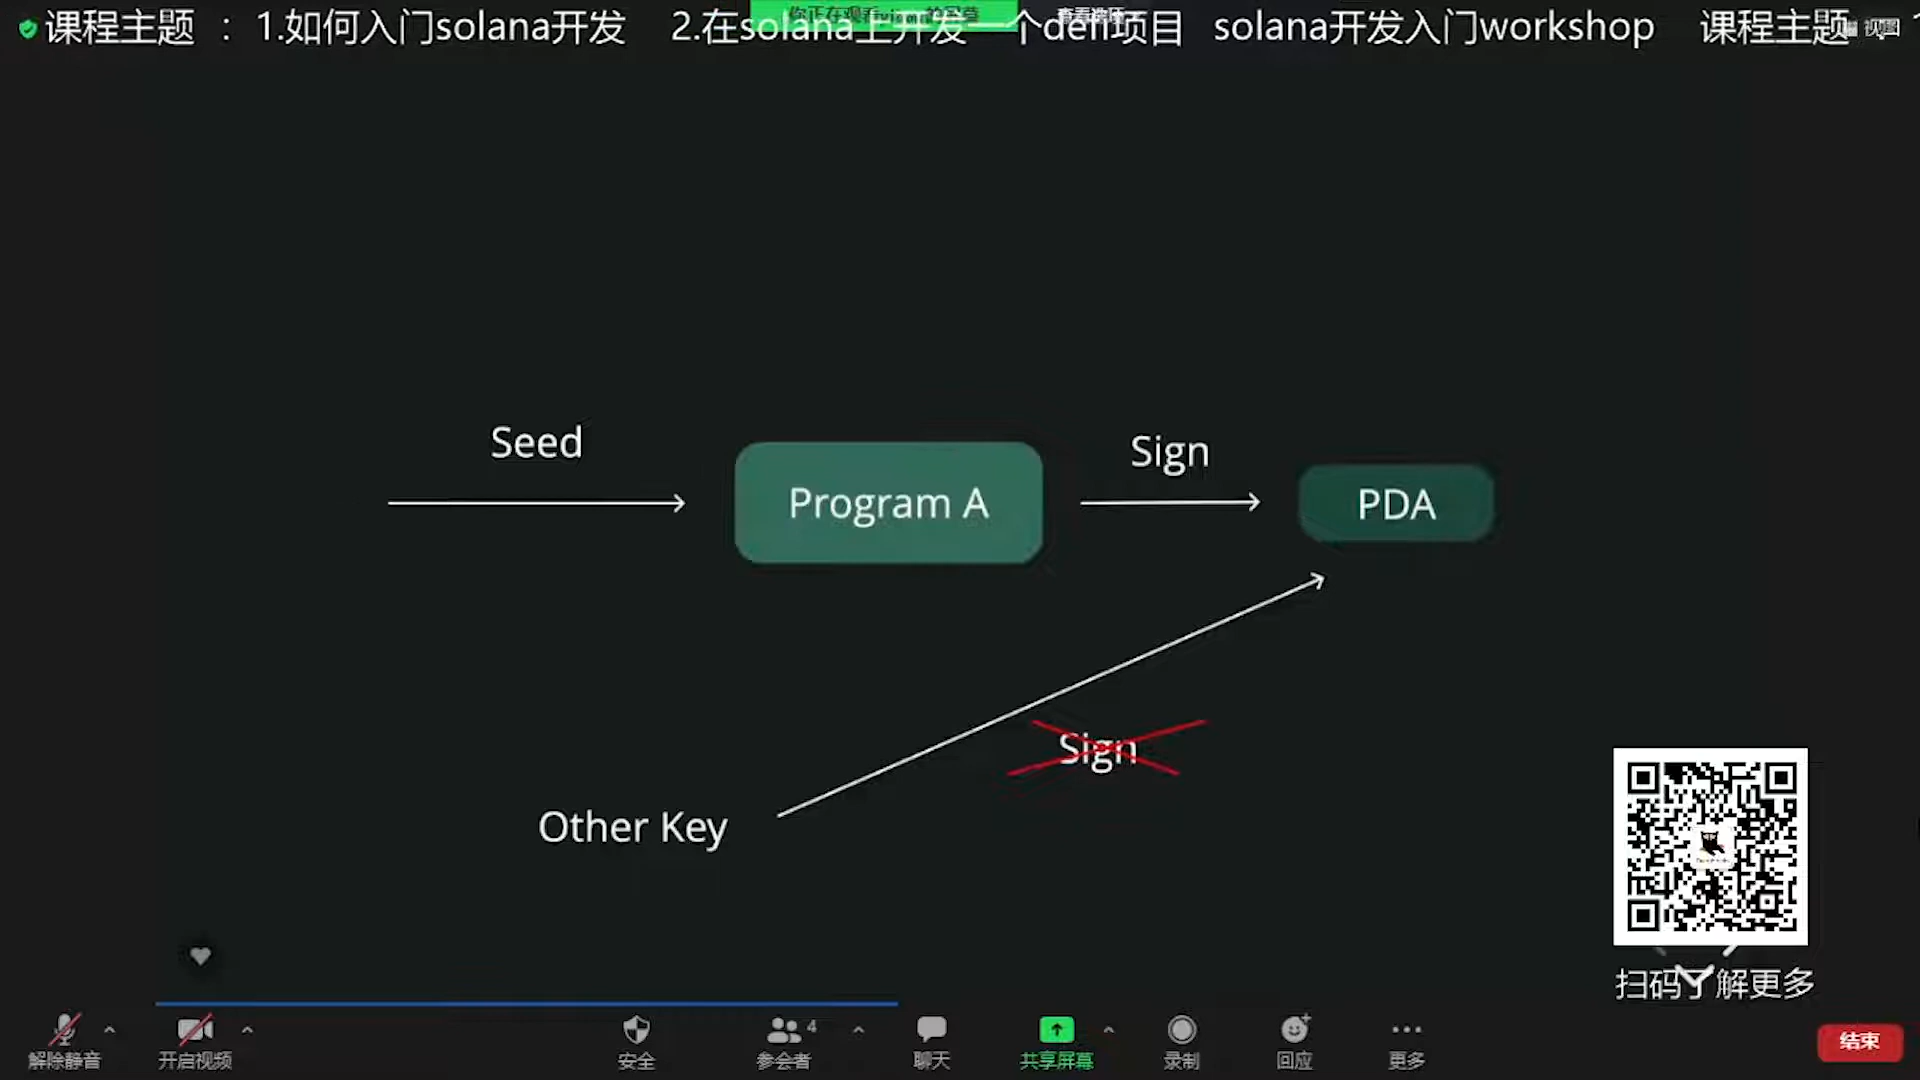 课程主题 : 1.如何入门solana开发 2.在solana上开发一个defi项目 solana开发入门workshop 课程主题
视图
Seed
Sign
Program A
PDA
Sign
Other Key
扫码了解更多
解除静音
开启视频
安全
4
参会者
聊天
共享屏幕
录制
回应
更多
结束